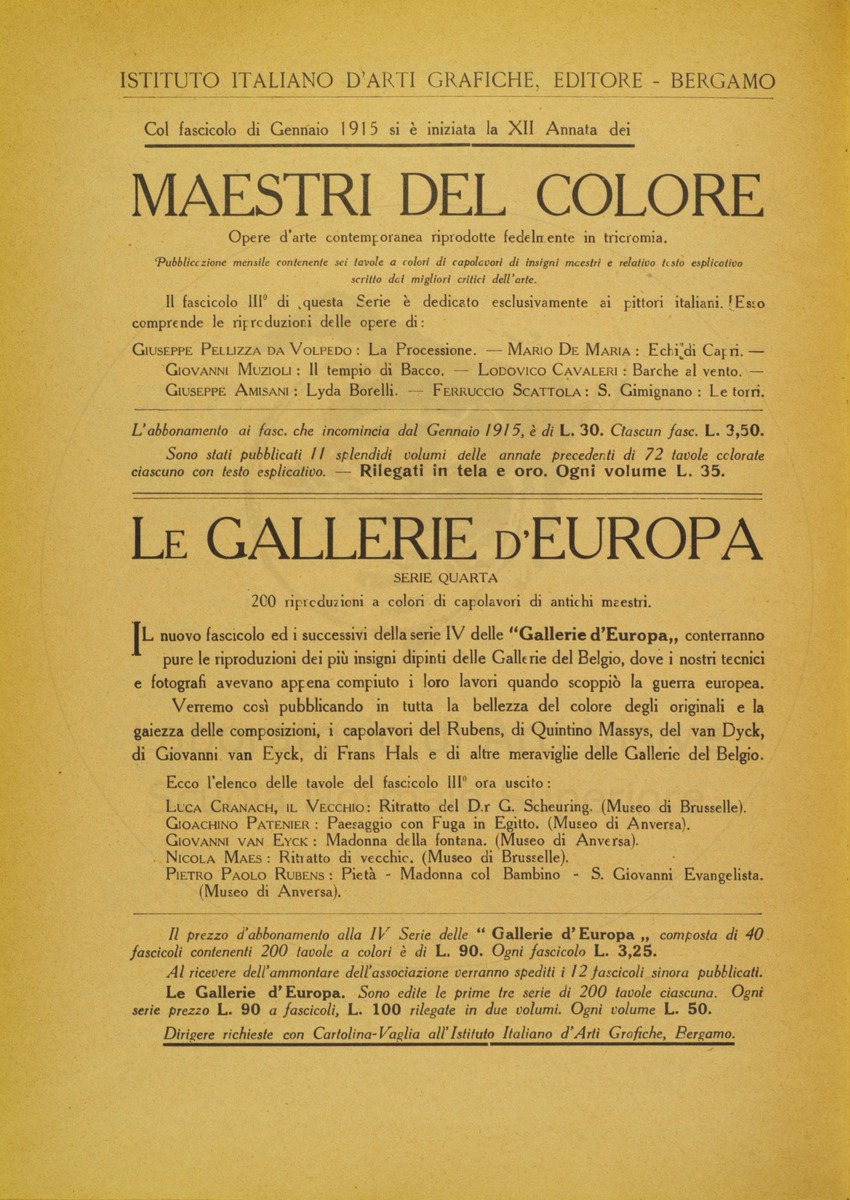 ISTITUTO ITALIANO D'ARTI GRAFICHE, EDITORE - BERGAMO
Col fascicolo di Gennaio 1915 si è iniziata la XII Annata dei
MAESTRI DEL COLORE
Opere d'arte contemporanea riprodotte fedelmente in tricromia.
Pubblicazione mensile contenente sei tavole a colori di capolavori di insigni maestri e relativo testo esplicativo
scritto dai migliori critici dell'arte.
Il fascicolo III° di questa Serie è dedicato esclusivamente ai pittori italiani. Esso
comprende le riproduzioni delle opere di:
GIUSEPPE PELLIZZA DA VOLPEDO: La Processione. — MARIO DE MARIA: Echi di Capri. —
GIOVANNI MUZIOLI: Il tempio di Bacco. — LODOVICO CAVALERI: Barche al vento. —
GIUSEPPE AMISANI: Lyda Borelli. — FERRUCCIO SCATTOLA: S. Gimignano: Le torri.
L'abbonamento ai fasc. che incomincia dal Gennaio 1915, è di L. 30. Ciascun fasc. L. 3,50.
Sono stati pubblicati 11 splendidi volumi delle annate precedenti di 72 tavole colorate
ciascuno con testo esplicativo. — Rilegati in tela e oro. Ogni volume L. 35.
LE GALLERIE D'EUROPA
SERIE QUARTA
200 riproduzioni a colori di capolavori di antichi maestri.
IL nuovo fascicolo ed i successivi della serie IV delle "Gallerie d'Europa„ conterranno
pure le riproduzioni dei più insigni dipinti delle Gallerie del Belgio, dove i nostri tecnici
e fotografi avevano appena compiuto i loro lavori quando scoppiò la guerra europea.
Verremo così pubblicando in tutta la bellezza del colore degli originali e la
gaiezza delle composizioni, i capolavori del Rubens, di Quintino Massys, del van Dyck,
di Giovanni van Eyck, di Frans Hals e di altre meraviglie delle Gallerie del Belgio.
Ecco l'elenco delle tavole del fascicolo III° ora uscito:
LUCA CRANACH, IL VECCHIO: Ritratto del D.r G. Scheuring. (Museo di Brusselle).
GIOACHINO PATENIER: Paesaggio con Fuga in Egitto. (Museo di Anversa).
GIOVANNI VAN EYCK: Madonna della fontana. (Museo di Anversa).
NICOLA MAES: Ritratto di vecchio. (Museo di Brusselle).
PIETRO PAOLO RUBENS: Pietà - Madonna col Bambino - S. Giovanni Evangelista.
(Museo di Anversa).
Il prezzo d'abbonamento alla IV Serie delle " Gallerie d'Europa „ composta di 40
fascicoli contenenti 200 tavole a colori è di L. 90. Ogni fascicolo L. 3,25.
Al ricevere dell'ammontare dell'associazione verranno spediti i 12 fascicoli sinora pubblicati.
Le Gallerie d'Europa. Sono edite le prime tre serie di 200 tavole ciascuna. Ogni
serie prezzo L. 90 a fascicoli, L. 100 rilegate in due volumi. Ogni volume L. 50.
Dirigere richieste con Cartolina-Vaglia all'Istituto Italiano d'Arti Grafiche, Bergamo.